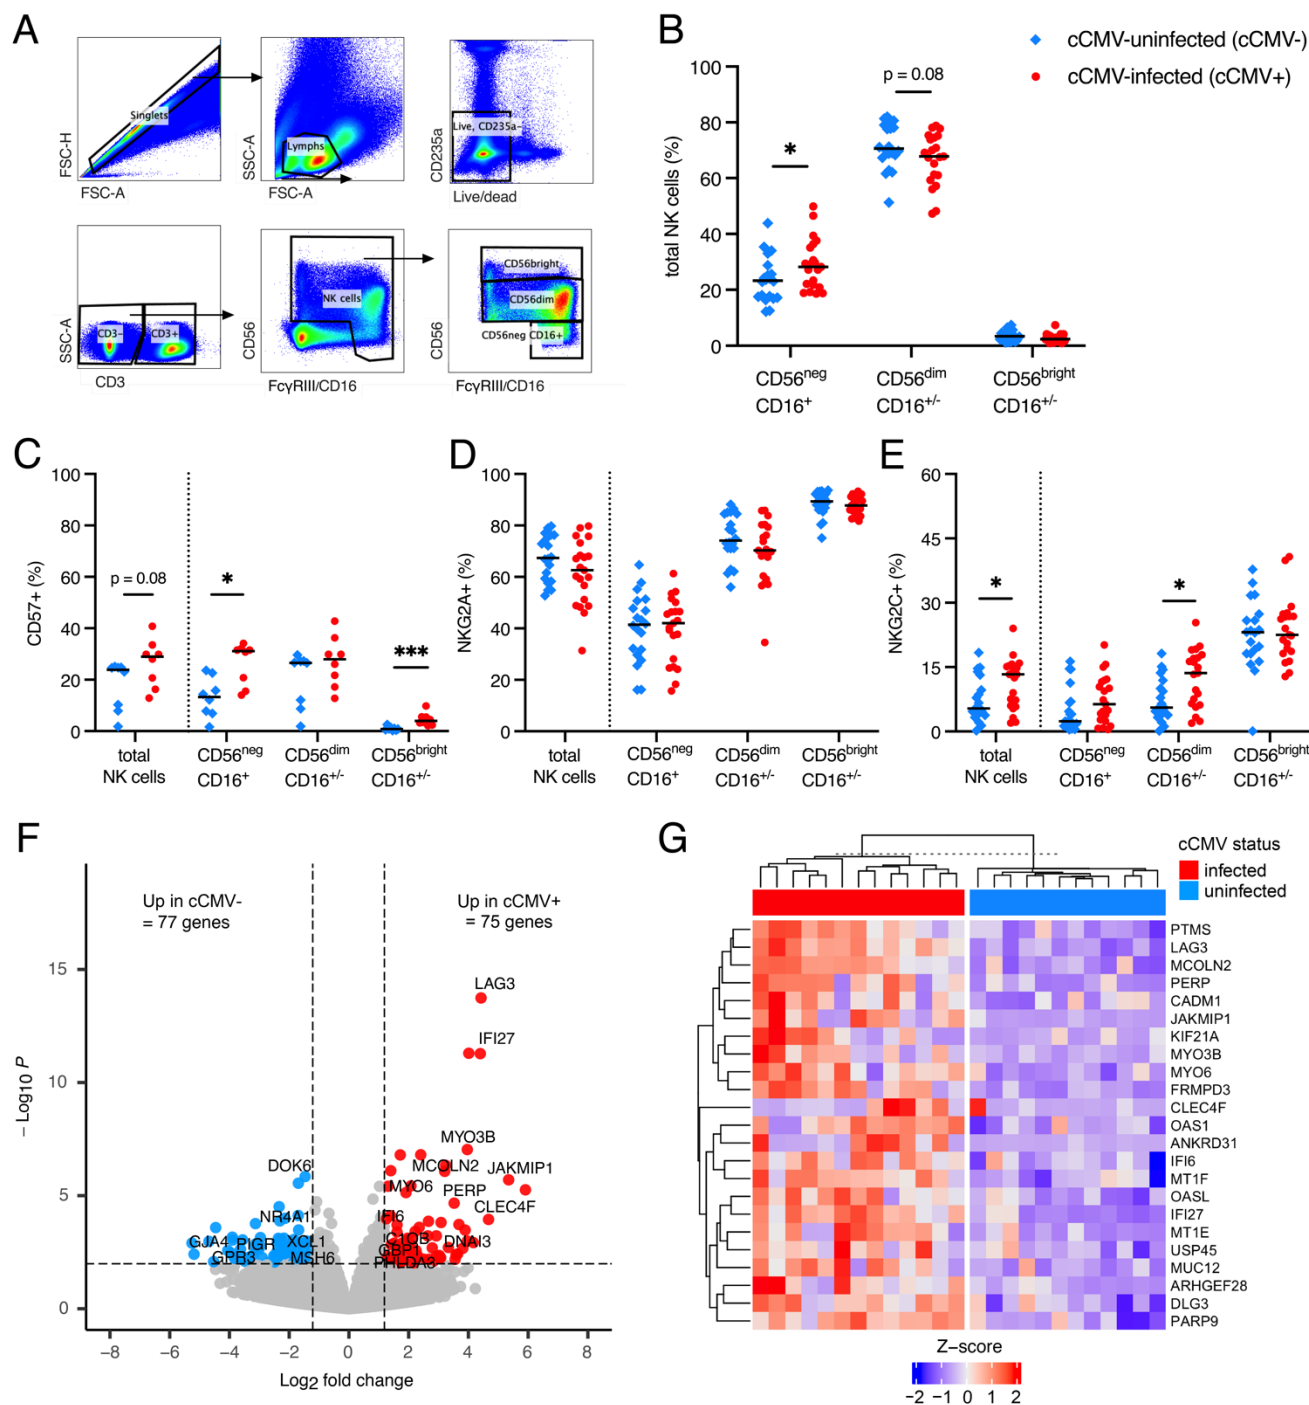 A
Singlets
FSC-H
FSC-A
Lymphs
SSC-A
FSC-A
Live, CD235a-
CD235a
Live/dead
CD3-
CD3+
SSC-A
CD3
NK cells
CD56
FcγRIII/CD16
CD56bright
CD56dim
CD56neg CD16+
CD56
FcγRIII/CD16
B
cCMV-uninfected (cCMV-)
cCMV-infected (cCMV+)
total NK cells (%)
100
80
60
40
20
0
*
p = 0.08
CD56neg
CD16+
CD56dim
CD16+/-
CD56bright
CD16+/-
C
CD57+ (%)
100
80
60
40
20
0
p = 0.08
*
***
total
NK cells
CD56neg
CD16+
CD56dim
CD16+/-
CD56bright
CD16+/-
D
NKG2A+ (%)
100
80
60
40
20
0
total
NK cells
CD56neg
CD16+
CD56dim
CD16+/-
CD56bright
CD16+/-
E
NKG2C+ (%)
60
45
30
15
0
*
*
total
NK cells
CD56neg
CD16+
CD56dim
CD16+/-
CD56bright
CD16+/-
F
Up in cCMV-
= 77 genes
Up in cCMV+
= 75 genes
− Log10 P
15
10
5
0
LAG3
IFI27
MYO3B
DOK6
MCOLN2
JAKMIP1
MYO6
PERP
CLEC4F
NR4A1
IFI6
GJA4
PIGR
XCL1
C1QB
DNAI3
GPR3
MSH6
GBP1
PHLDA3
−8
−6
−4
−2
0
2
4
6
8
Log2 fold change
G
cCMV status
infected
uninfected
PTMS
LAG3
MCOLN2
PERP
CADM1
JAKMIP1
KIF21A
MYO3B
MYO6
FRMPD3
CLEC4F
OAS1
ANKRD31
IFI6
MT1F
OASL
IFI27
MT1E
USP45
MUC12
ARHGEF28
DLG3
PARP9
Z−score
−2 −1 0 1 2